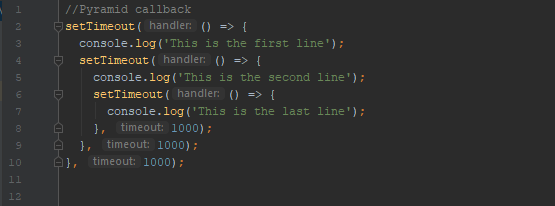 1 //Pyramid callback
2 setTimeout( handler: () => {
3   console.log('This is the first line');
4   setTimeout( handler: () => {
5     console.log('This is the second line');
6     setTimeout( handler: () => {
7       console.log('This is the last line');
8     }, timeout: 1000);
9   }, timeout: 1000);
10 }, timeout: 1000);
11
12